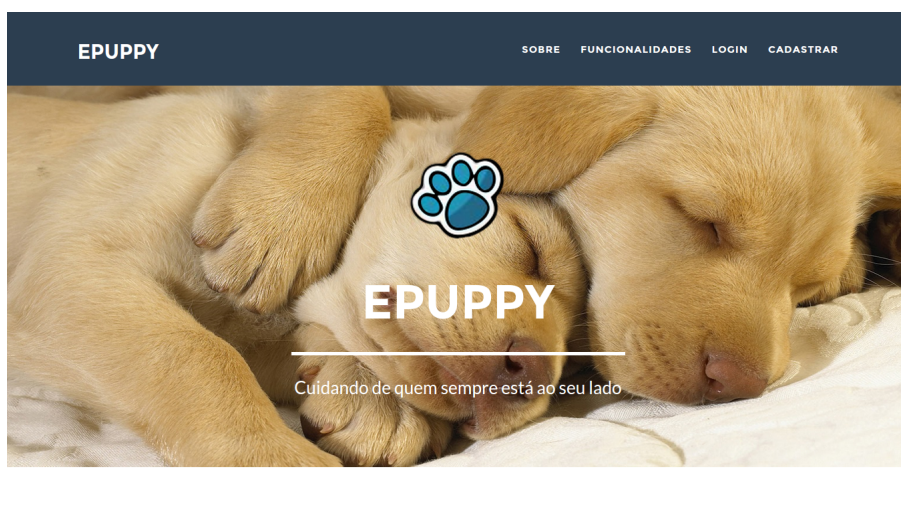 EPUPPY
SOBRE FUNCIONALIDADES LOGIN CADASTRAR
EPUPPY
Cuidando de quem sempre está ao seu lado